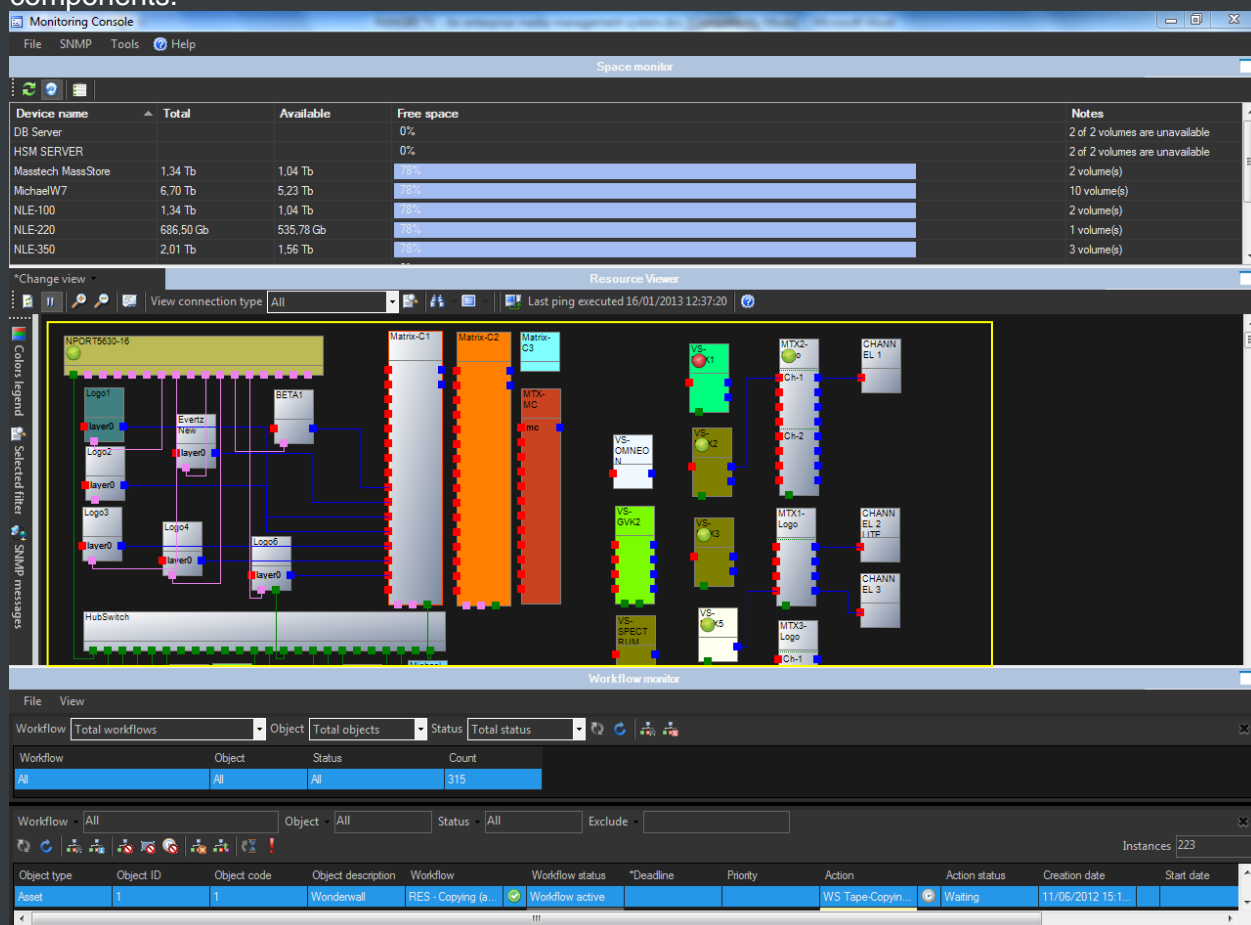 components.
Monitoring Console
File SNMP Tools Help
Space monitor
Device name Total Available Free space Notes
DB Server 0% 2 of 2 volumes are unavailable
HSM SERVER 0% 2 of 2 volumes are unavailable
Masstech MassStore 1,34 Tb 1,04 Tb 78% 2 volume(s)
MichaelW7 6,70 Tb 5,23 Tb 78% 10 volume(s)
NLE-100 1,34 Tb 1,04 Tb 78% 2 volume(s)
NLE-220 686,50 Gb 535,78 Gb 78% 1 volume(s)
NLE-350 2,01 Tb 1,56 Tb 78% 3 volume(s)
*Change view Resource Viewer
View connection type All Last ping executed 16/01/2013 12:37:20
Colors legend
Selected filter
SNMP messages
NPORT5630-16
Matrix-C1
Matrix-C2
Matrix-
C3
MTX-
MC
mc
Logo1
layer0
Logo2
layer0
Logo3
layer0
Evertz
New
layer0
Logo4
layer0
BETA1
Logo6
layer0
HubSwitch
VS-
OMNEO
N
VS-
GVK2
VS-
SPECT
RUM
VS-
X1
VS-
X2
VS-
X3
VS-
X5
MTX2-
o
Ch-1
Ch-2
MTX1-
Logo
MTX3-
Logo
Ch-1
CHANN
EL 1
CHANN
EL 2
LITE
CHANN
EL 3
Workflow monitor
File View
Workflow Total workflows Object Total objects Status Total status
Workflow Object Status Count
All All All 315
Workflow All Object All Status All Exclude
Instances 223
Object type Object ID Object code Object description Workflow Workflow status *Deadline Priority Action Action status Creation date Start date
Asset 1 1 Wonderwall RES - Copying (a... Workflow active WS Tape-Copyin... Waiting 11/06/2012 15:1...